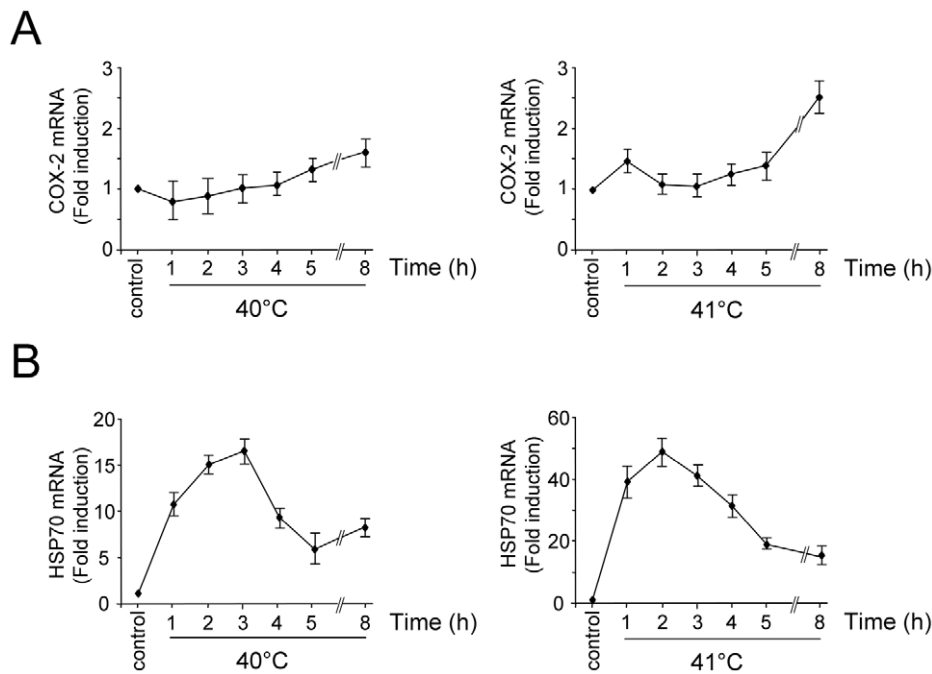 A
COX-2 mRNA
(Fold induction)
3
2
1
0
control
1 2 3 4 5 // 8 Time (h)
40°C
COX-2 mRNA
(Fold induction)
3
2
1
0
control
1 2 3 4 5 // 8 Time (h)
41°C
B
HSP70 mRNA
(Fold induction)
20
15
10
5
0
control
1 2 3 4 5 // 8 Time (h)
40°C
HSP70 mRNA
(Fold induction)
60
40
20
0
control
1 2 3 4 5 // 8 Time (h)
41°C